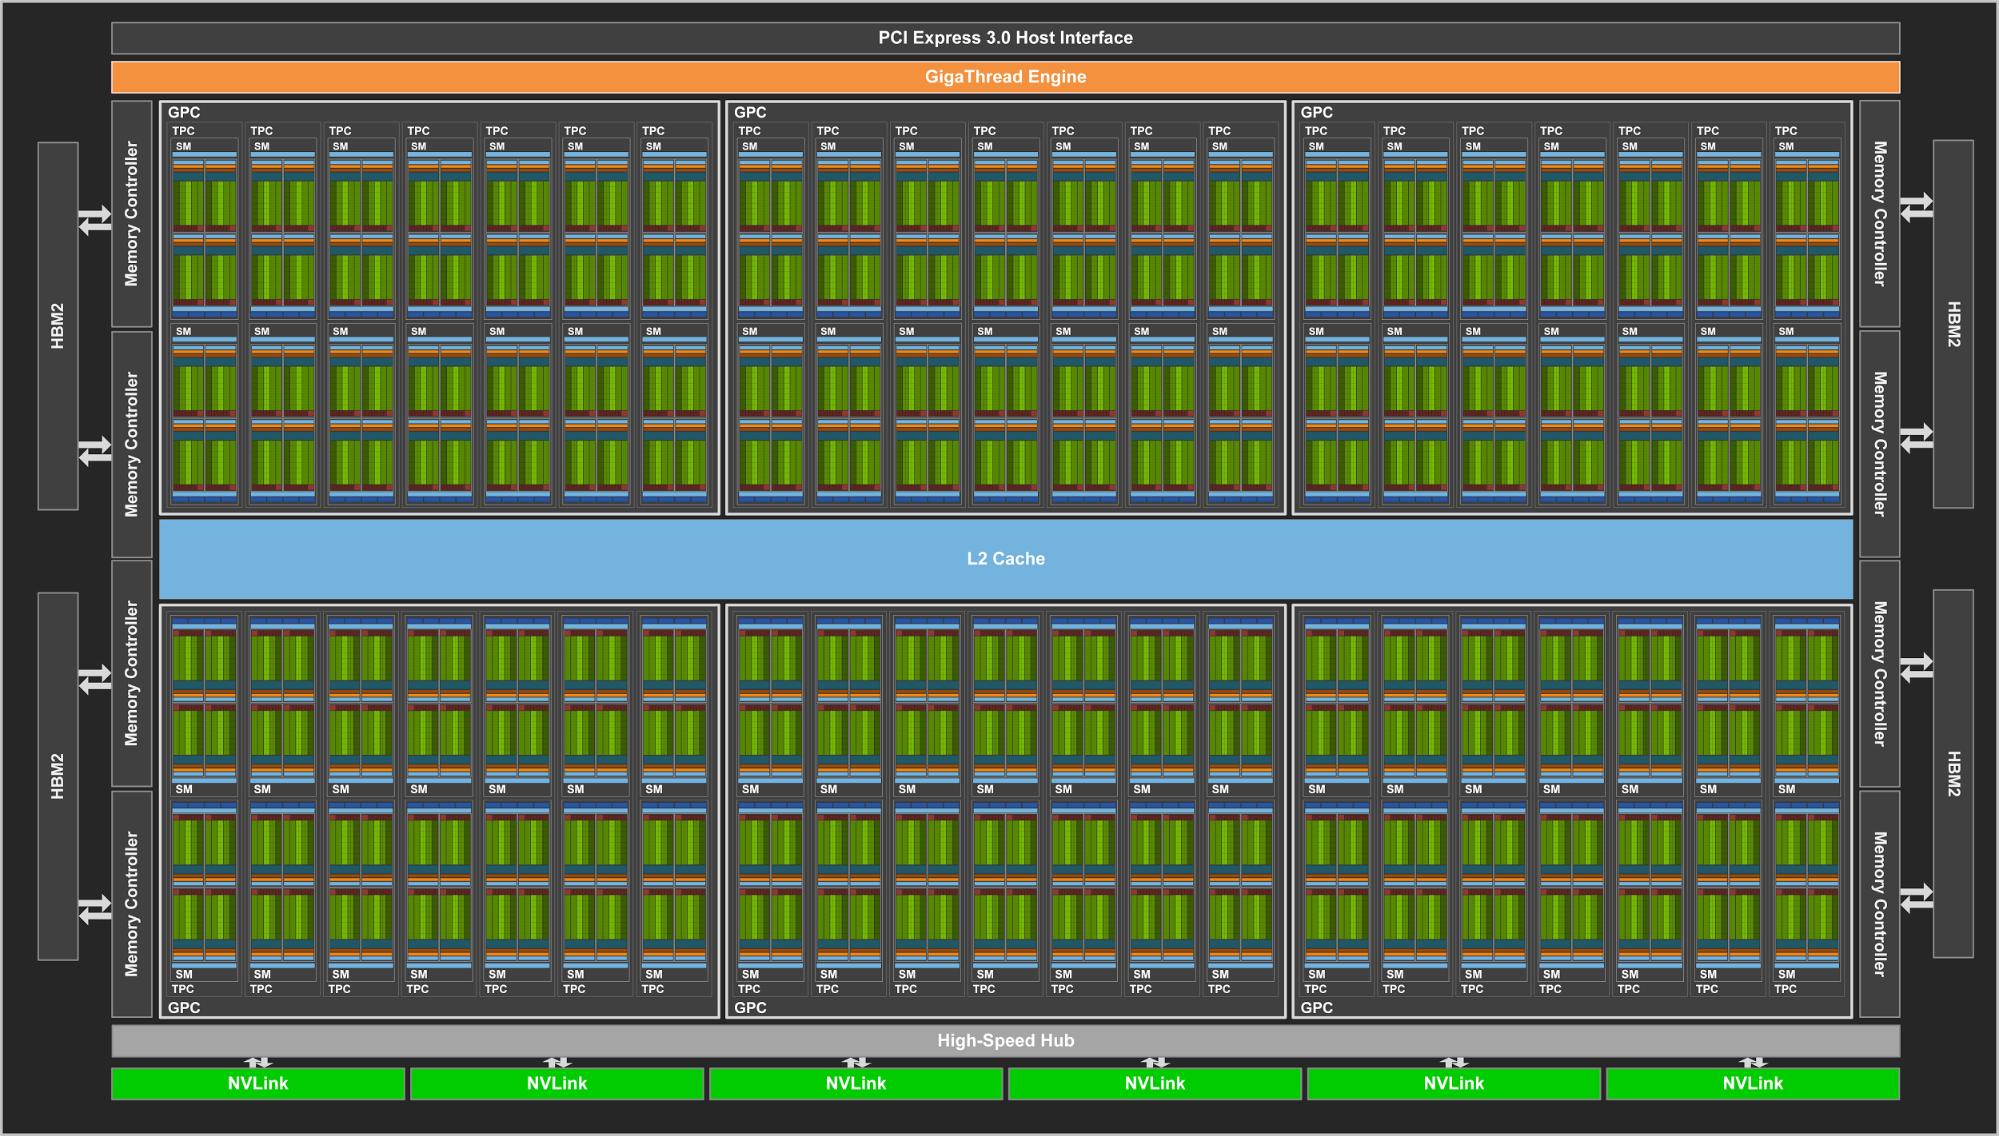 PCI Express 3.0 Host Interface
GigaThread Engine
GPC GPC GPC
TPC TPC TPC TPC TPC TPC TPC TPC TPC TPC TPC TPC TPC TPC TPC TPC TPC TPC TPC TPC TPC
SM SM SM SM SM SM SM SM SM SM SM SM SM SM SM SM SM SM SM SM SM
Memory Controller
Memory Controller
HBM2
HBM2
SM SM SM SM SM SM SM SM SM SM SM SM SM SM SM SM SM SM SM SM SM
Memory Controller
Memory Controller
L2 Cache
Memory Controller
Memory Controller
HBM2
HBM2
SM SM SM SM SM SM SM SM SM SM SM SM SM SM SM SM SM SM SM SM SM
Memory Controller
Memory Controller
SM SM SM SM SM SM SM SM SM SM SM SM SM SM SM SM SM SM SM SM SM
TPC TPC TPC TPC TPC TPC TPC TPC TPC TPC TPC TPC TPC TPC TPC TPC TPC TPC TPC TPC TPC
GPC GPC GPC
High-Speed Hub
NVLink NVLink NVLink NVLink NVLink NVLink